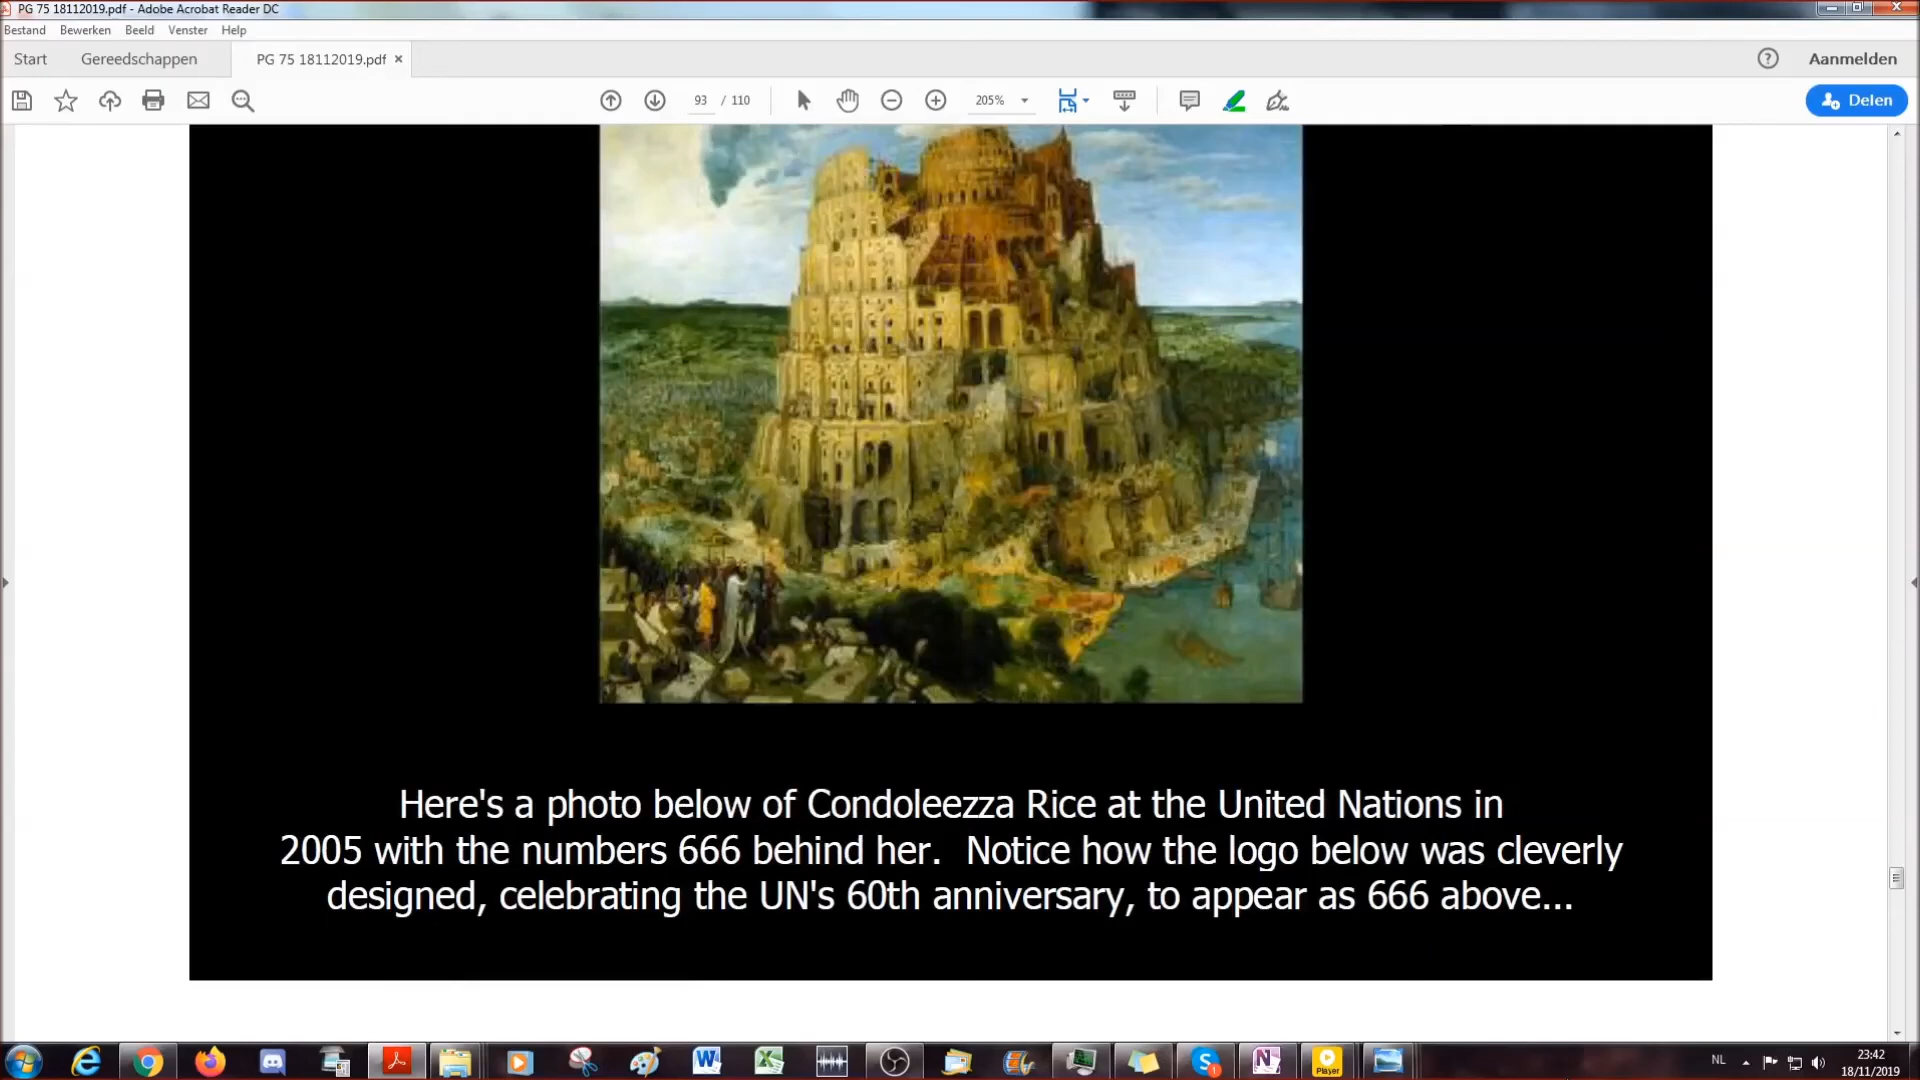 PG 75 18112019.pdf - Adobe Acrobat Reader DC
Bestand Bewerken Beeld Venster Help
Start Gereedschappen PG 75 18112019.pdf × Aanmelden
93 / 110 205% Delen
Here's a photo below of Condoleezza Rice at the United Nations in
2005 with the numbers 666 behind her. Notice how the logo below was cleverly
designed, celebrating the UN's 60th anniversary, to appear as 666 above...
Player
NL 23:42
18/11/2019